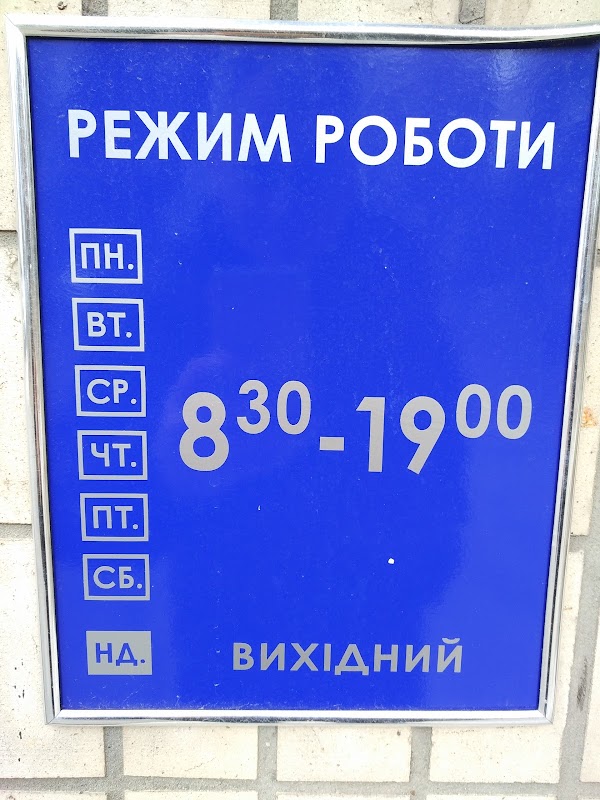 РЕЖИМ РОБОТИ
ПН.
ВТ.
СР.
8³⁰-19⁰⁰
ЧТ.
ПТ.
СБ.
НД. ВИХІДНИЙ